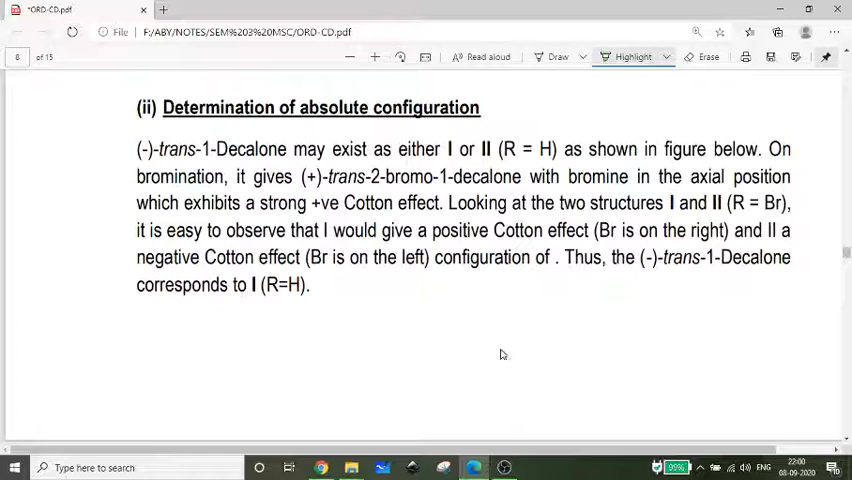 *ORD-CD.pdf
File F:/ABY/NOTES/SEM%203%20MSC/ORD-CD.pdf
8 of 15 Read aloud Draw Highlight Erase
(ii) Determination of absolute configuration
(-)-trans-1-Decalone may exist as either I or II (R = H) as shown in figure below. On
bromination, it gives (+)-trans-2-bromo-1-decalone with bromine in the axial position
which exhibits a strong +ve Cotton effect. Looking at the two structures I and II (R = Br),
it is easy to observe that I would give a positive Cotton effect (Br is on the right) and II a
negative Cotton effect (Br is on the left) configuration of . Thus, the (-)-trans-1-Decalone
corresponds to I (R=H).
Type here to search 99% ENG 22:00
08-09-2020